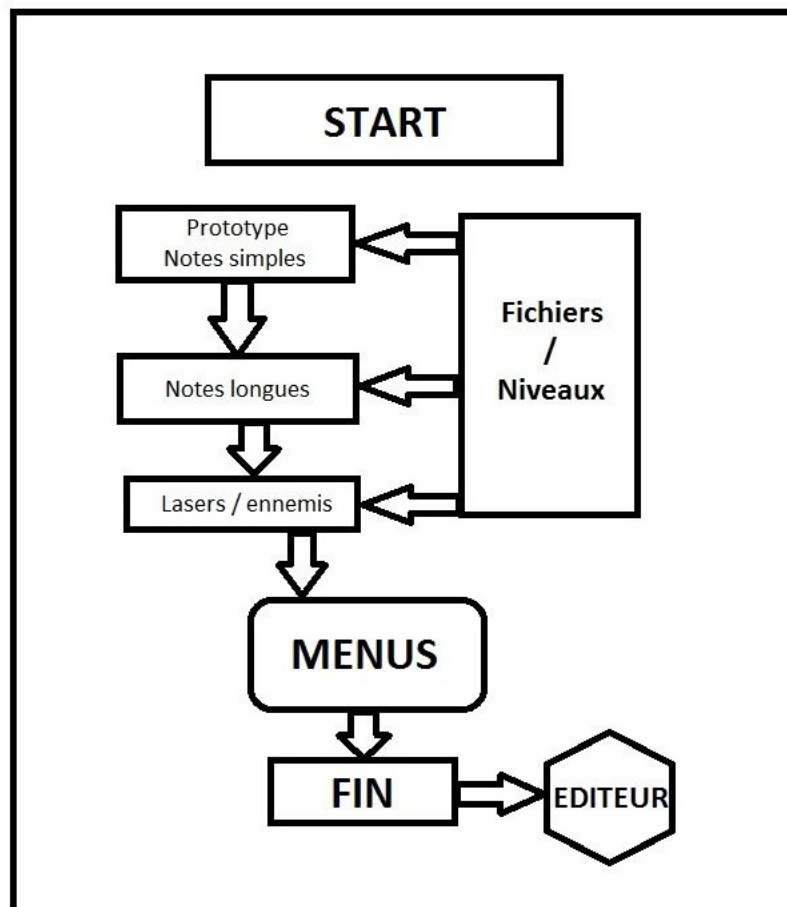 START
Prototype
Notes simples
Fichiers
/
Niveaux
Notes longues
Lasers / ennemis
MENUS
FIN
EDITEUR